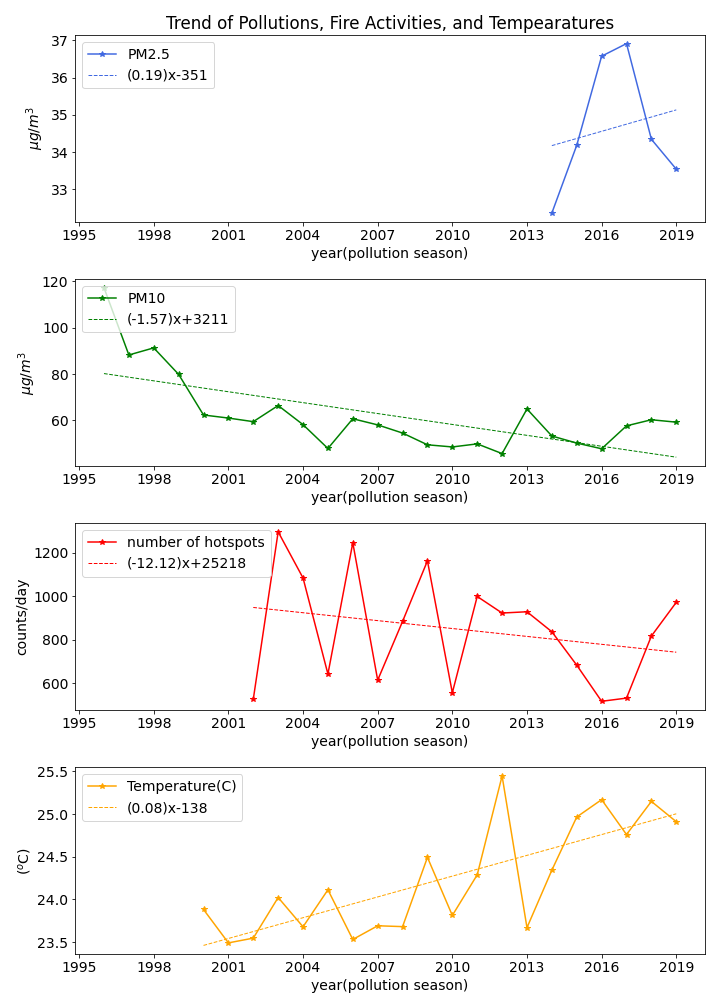 Trend of Pollutions, Fire Activities, and Tempearatures
37
36
35
34
33
μg/m³
PM2.5
(0.19)x-351
1995 1998 2001 2004 2007 2010 2013 2016 2019
year(pollution season)
120
100
80
60
μg/m³
PM10
(-1.57)x+3211
1995 1998 2001 2004 2007 2010 2013 2016 2019
year(pollution season)
1200
1000
800
600
counts/day
number of hotspots
(-12.12)x+25218
1995 1998 2001 2004 2007 2010 2013 2016 2019
year(pollution season)
25.5
25.0
24.5
24.0
23.5
(°C)
Temperature(C)
(0.08)x-138
1995 1998 2001 2004 2007 2010 2013 2016 2019
year(pollution season)